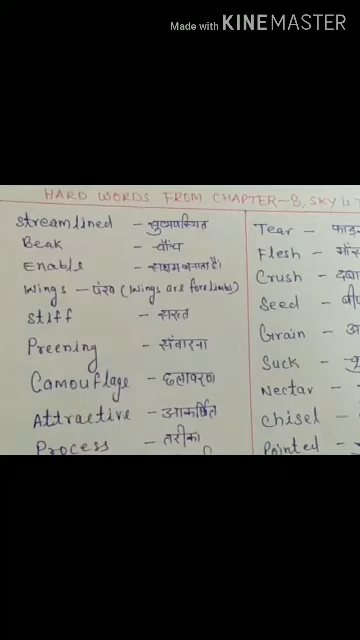 Made with KINEMASTER
HARD WORDS FROM CHAPTER-8, SKY IS
Streamlined - सुव्यवस्थित
Beak - चोंच
Enable - सक्षम बनाता है।
Wings - पंख (Wings are forelimbs)
Stiff - सख्त
Preening - संवारना
Camouflage - छलावरण
Attractive - आकर्षित
Process - तरीका
Tear -
Flesh -
Crush -
Seed -
Grain -
Suck -
Nectar -
Chisel -
Pointed -